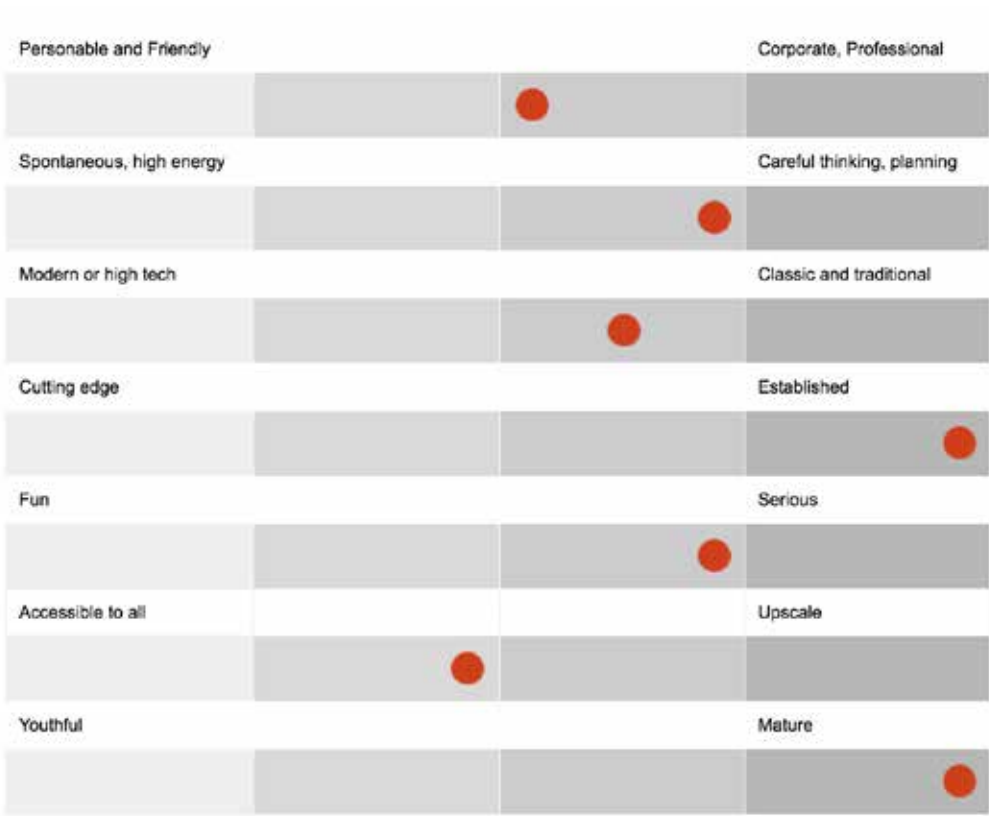 Personable and Friendly Corporate, Professional
Spontaneous, high energy Careful thinking, planning
Modern or high tech Classic and traditional
Cutting edge Established
Fun Serious
Accessible to all Upscale
Youthful Mature